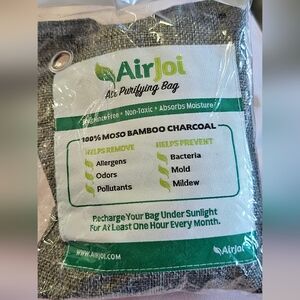 AirJoi
Air Purifying Bag
Fragrance Free • Non-Toxic • Absorbs Moisture
100% MOSO BAMBOO CHARCOAL
HELPS REMOVE
Allergens
Odors
Pollutants
HELPS PREVENT
Bacteria
Mold
Mildew
Recharge Your Bag Under Sunlight
For At Least One Hour Every Month.
WWW.AIRJOI.COM
AirJoi